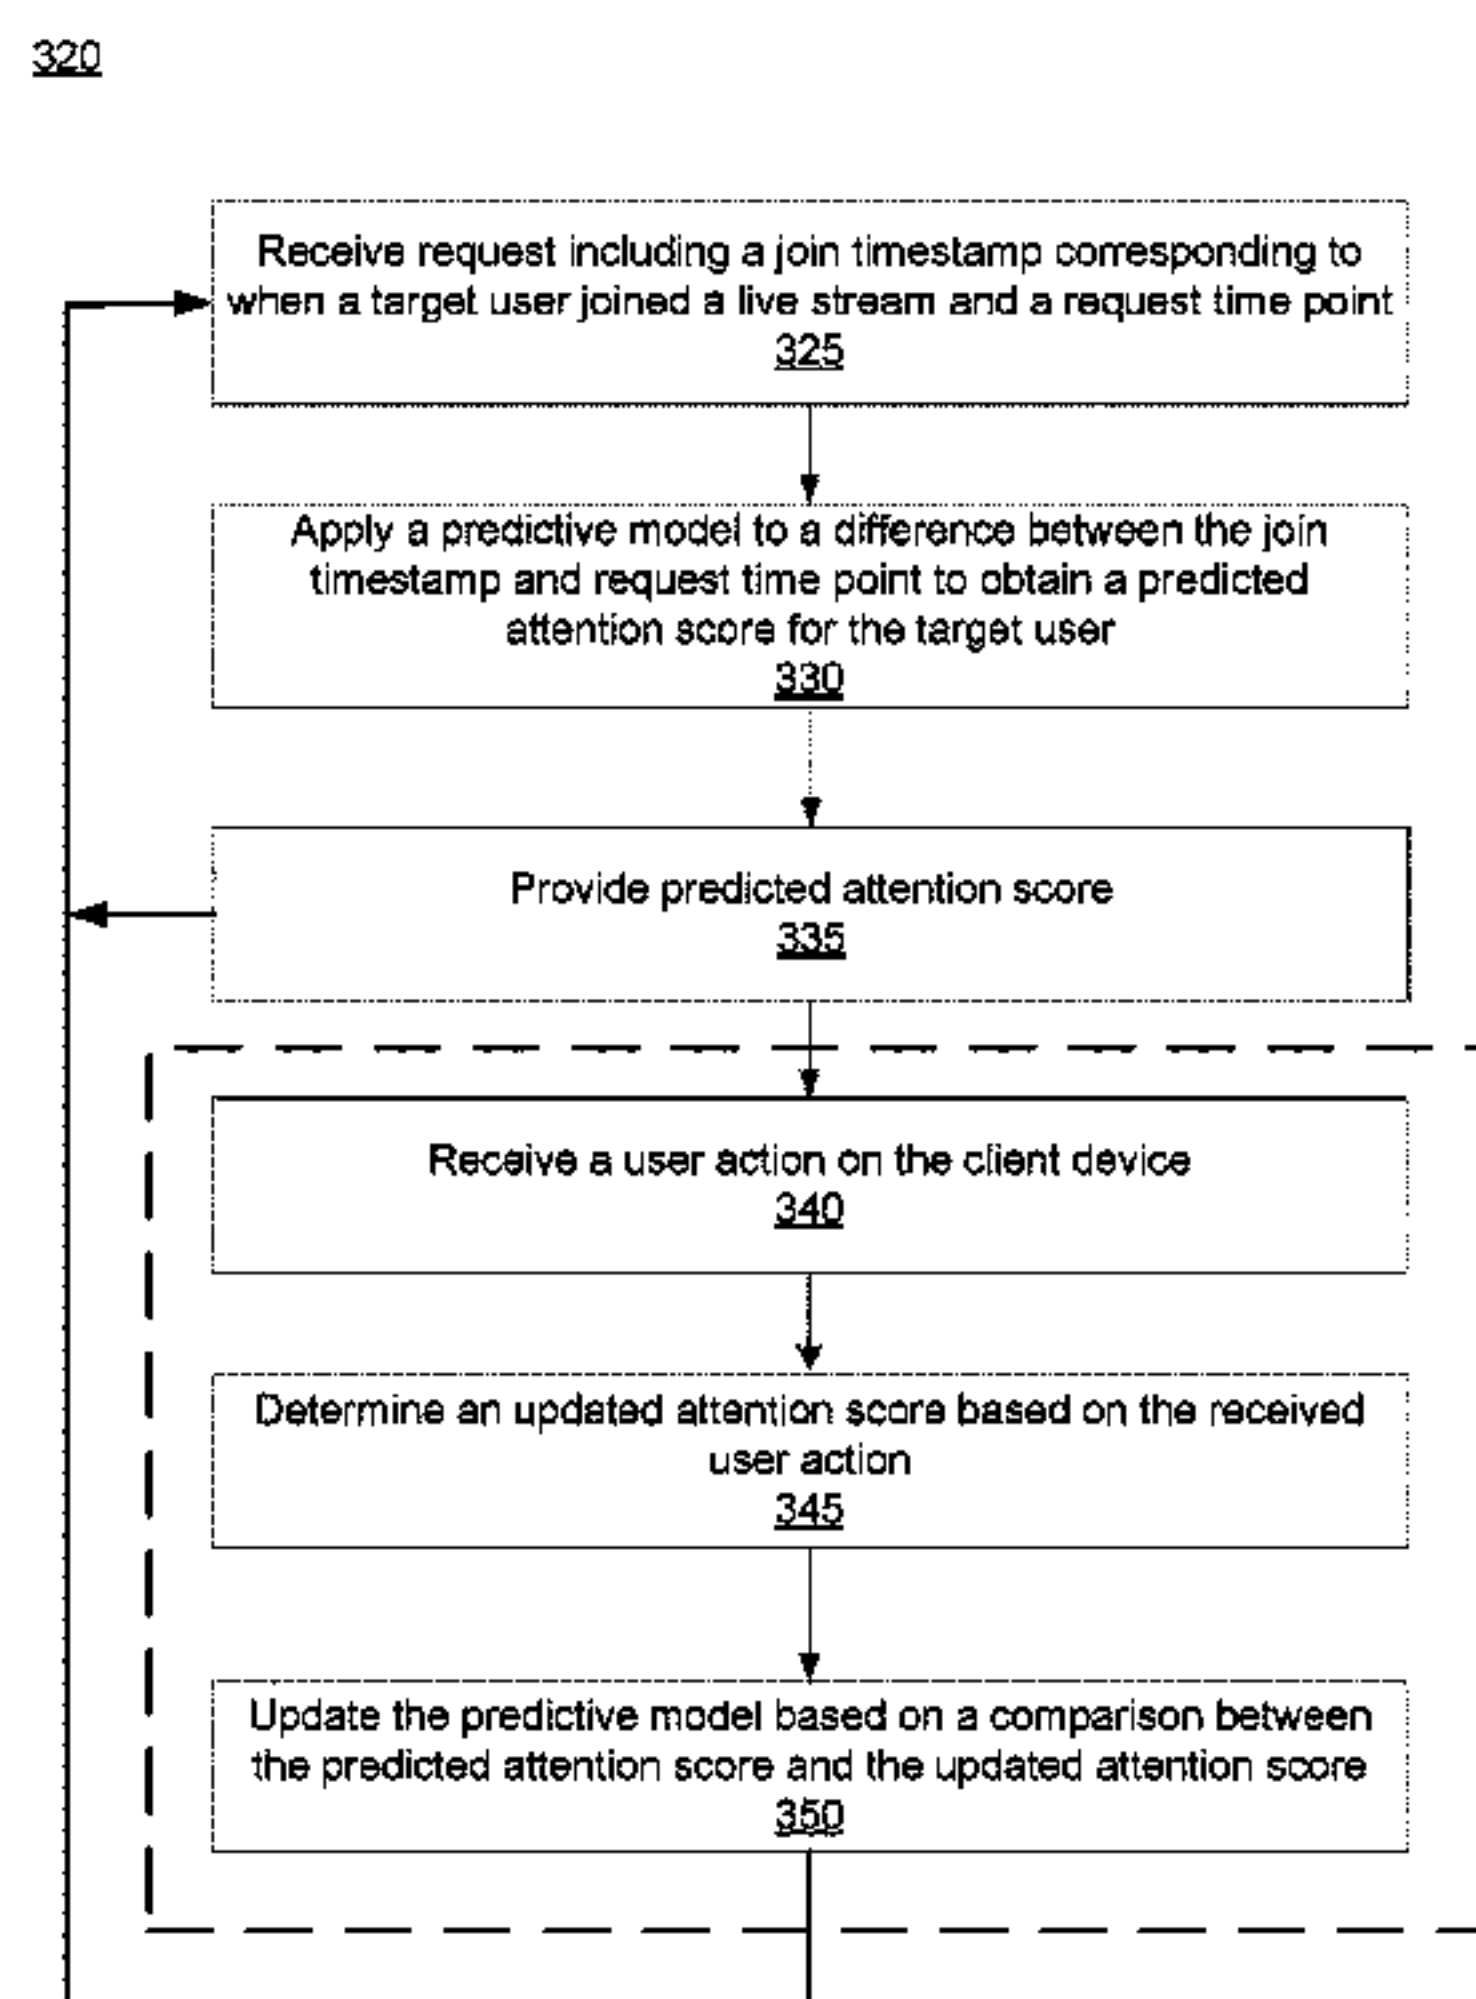 320
Receive request including a join timestamp corresponding to
when a target user joined a live stream and a request time point
325
Apply a predictive model to a difference between the join
timestamp and request time point to obtain a predicted
attention score for the target user
330
Provide predicted attention score
335
Receive a user action on the client device
340
Determine an updated attention score based on the received
user action
345
Update the predictive model based on a comparison between
the predicted attention score and the updated attention score
350